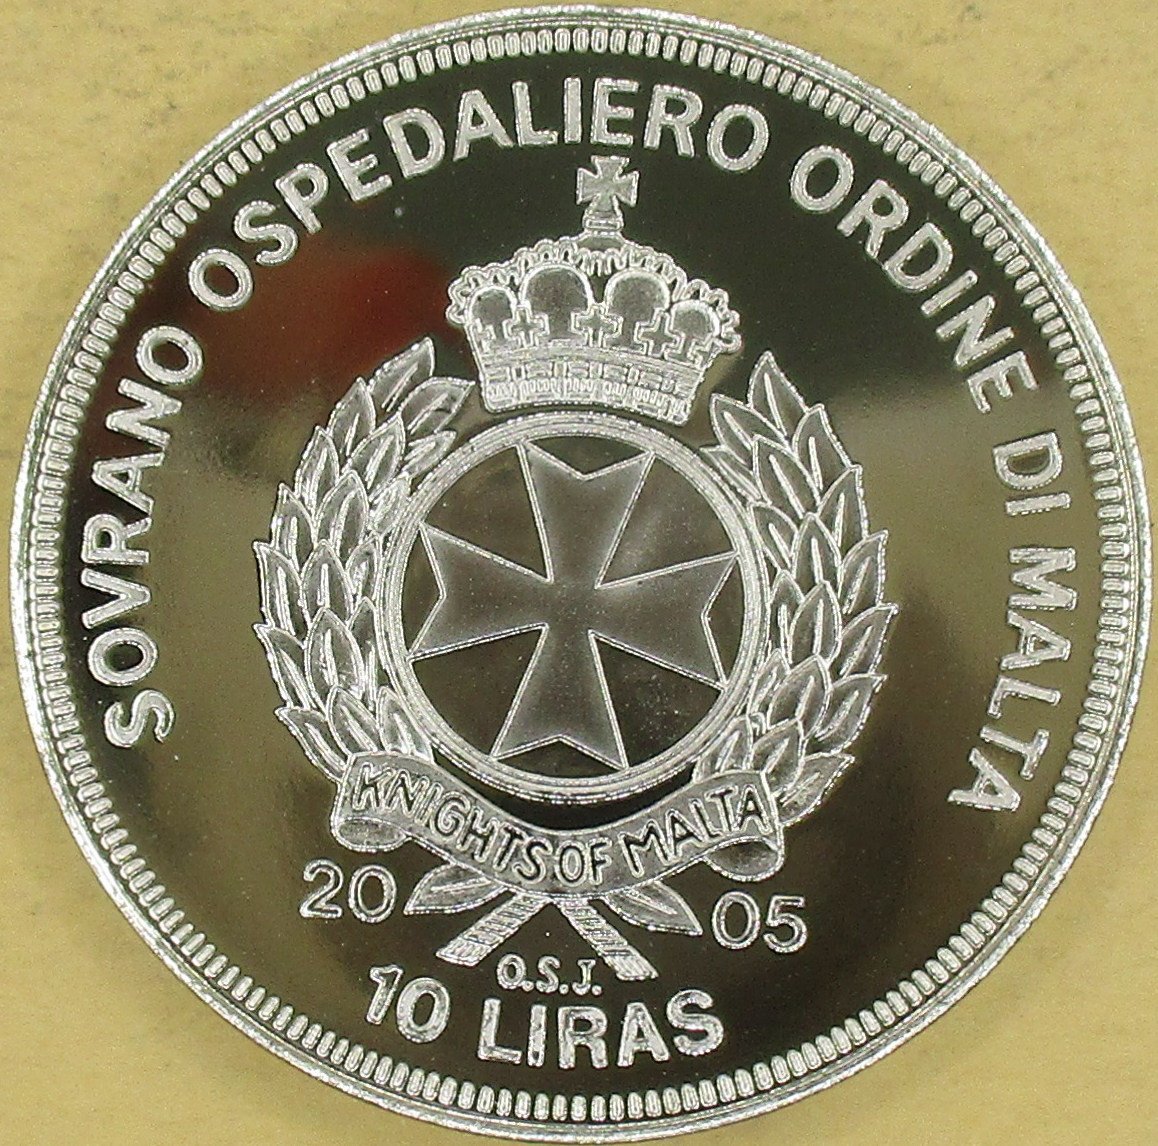 SOVRANO OSPEDALIERO ORDINE DI MALTA
KNIGHTS OF MALTA
2005
O.S.J.
10 LIRAS